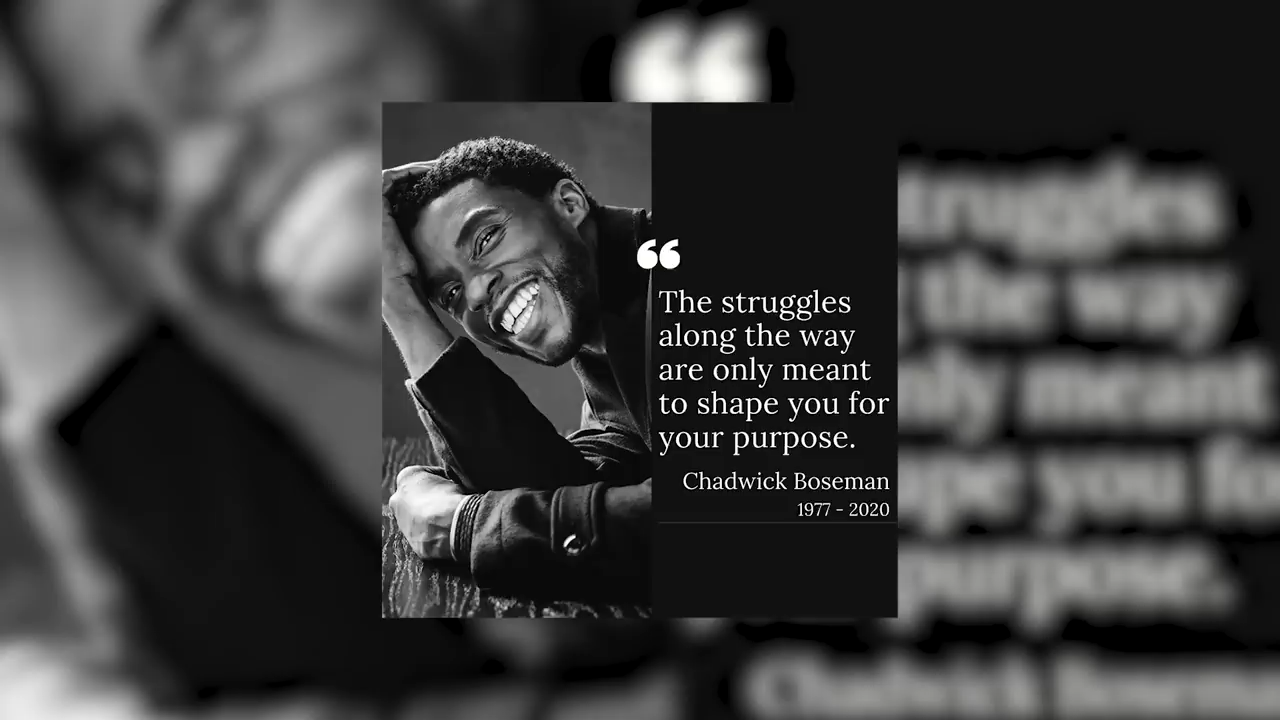 “
The struggles
along the way
are only meant
to shape you for
your purpose.
Chadwick Boseman
1977 - 2020